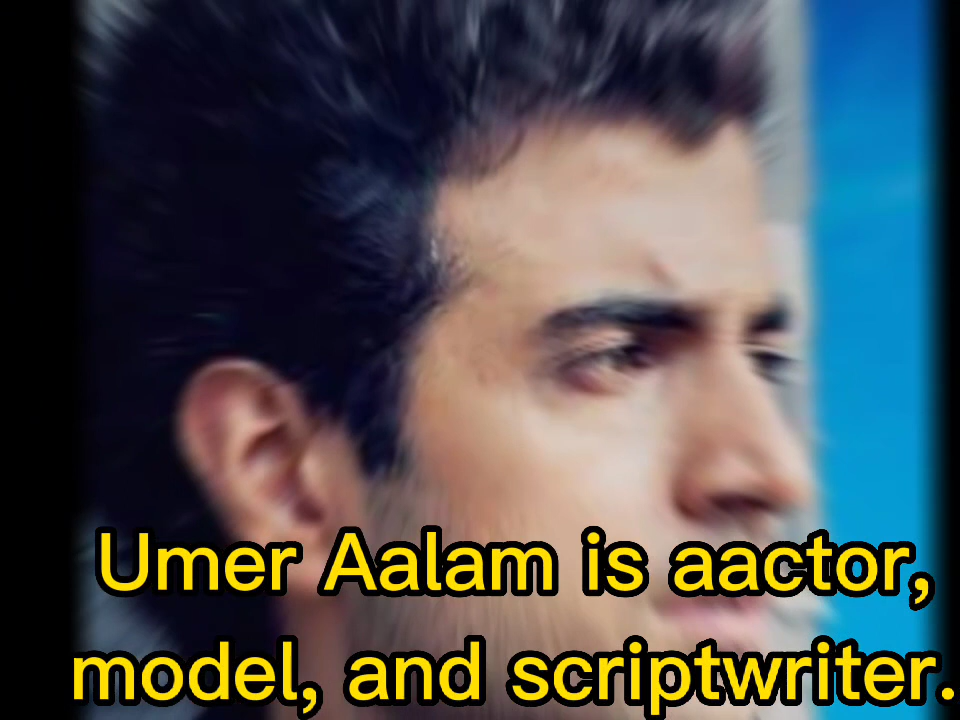 Umer Aalam is aactor,
model, and scriptwriter.